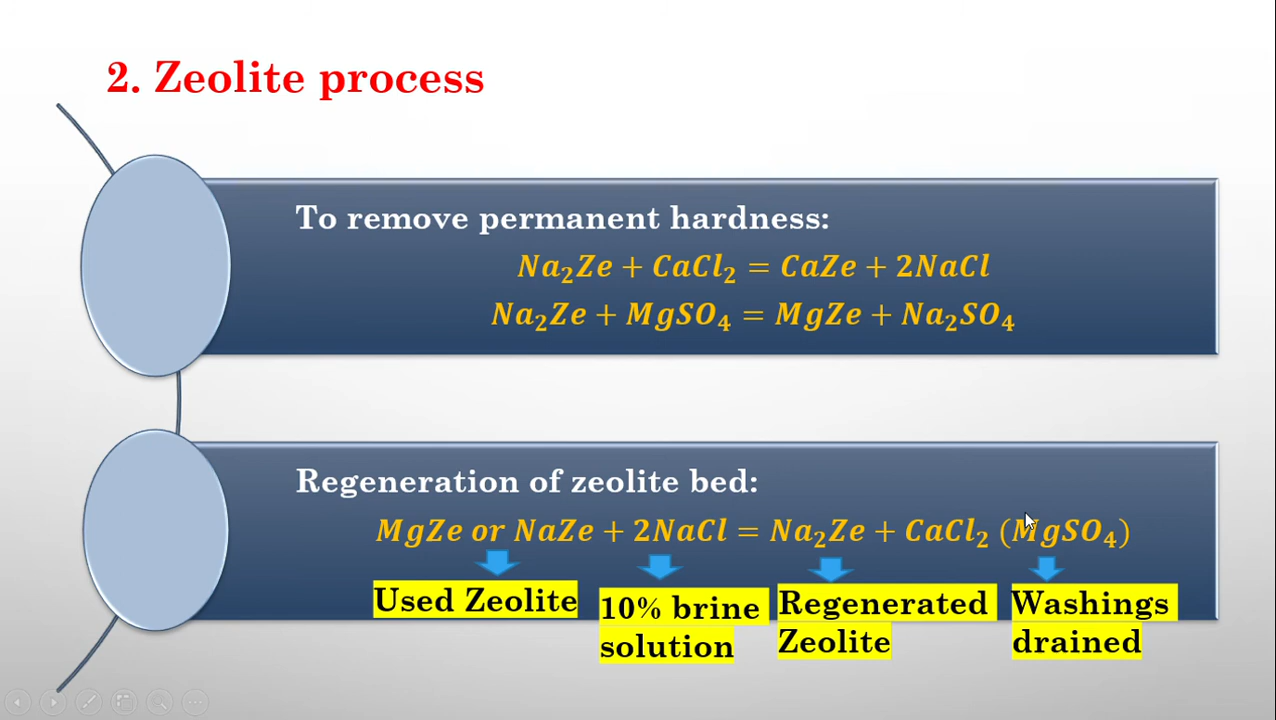 2. Zeolite process
To remove permanent hardness:
Na₂Ze + CaCl₂ = CaZe + 2NaCl
Na₂Ze + MgSO₄ = MgZe + Na₂SO₄
Regeneration of zeolite bed:
MgZe or NaZe + 2NaCl = Na₂Ze + CaCl₂ (MgSO₄)
Used Zeolite
10% brine
solution
Regenerated
Zeolite
Washings
drained